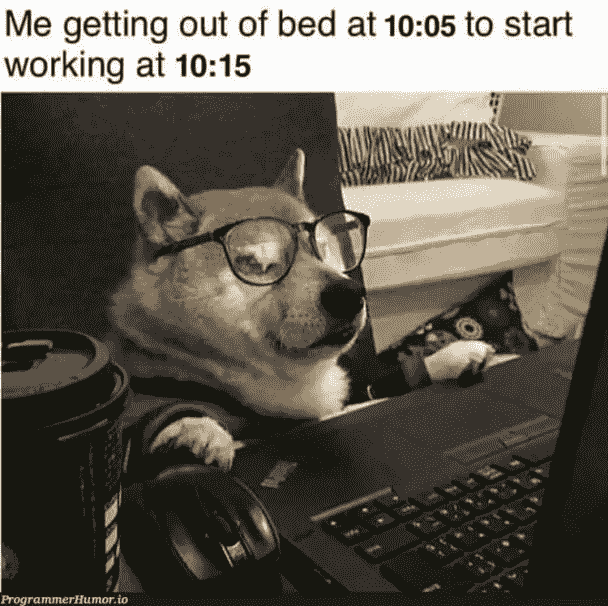 Me getting out of bed at 10:05 to start
working at 10:15
ProgrammerHumor.io